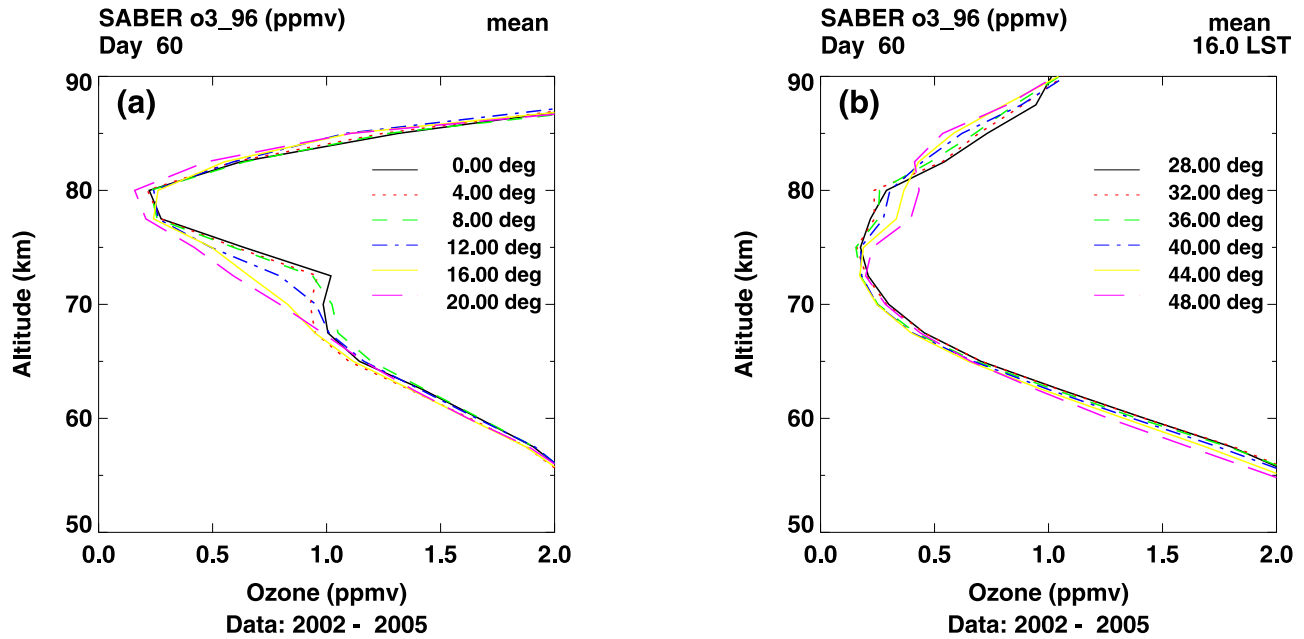 SABER o3_96 (ppmv)
mean
Day 60
(a)
90
80
70
60
50
Altitude (km)
0.00 deg
4.00 deg
8.00 deg
12.00 deg
16.00 deg
20.00 deg
0.0 0.5 1.0 1.5 2.0
Ozone (ppmv)
Data: 2002 - 2005
SABER o3_96 (ppmv)
mean
Day 60
16.0 LST
(b)
90
80
70
60
50
Altitude (km)
28.00 deg
32.00 deg
36.00 deg
40.00 deg
44.00 deg
48.00 deg
0.0 0.5 1.0 1.5 2.0
Ozone (ppmv)
Data: 2002 - 2005